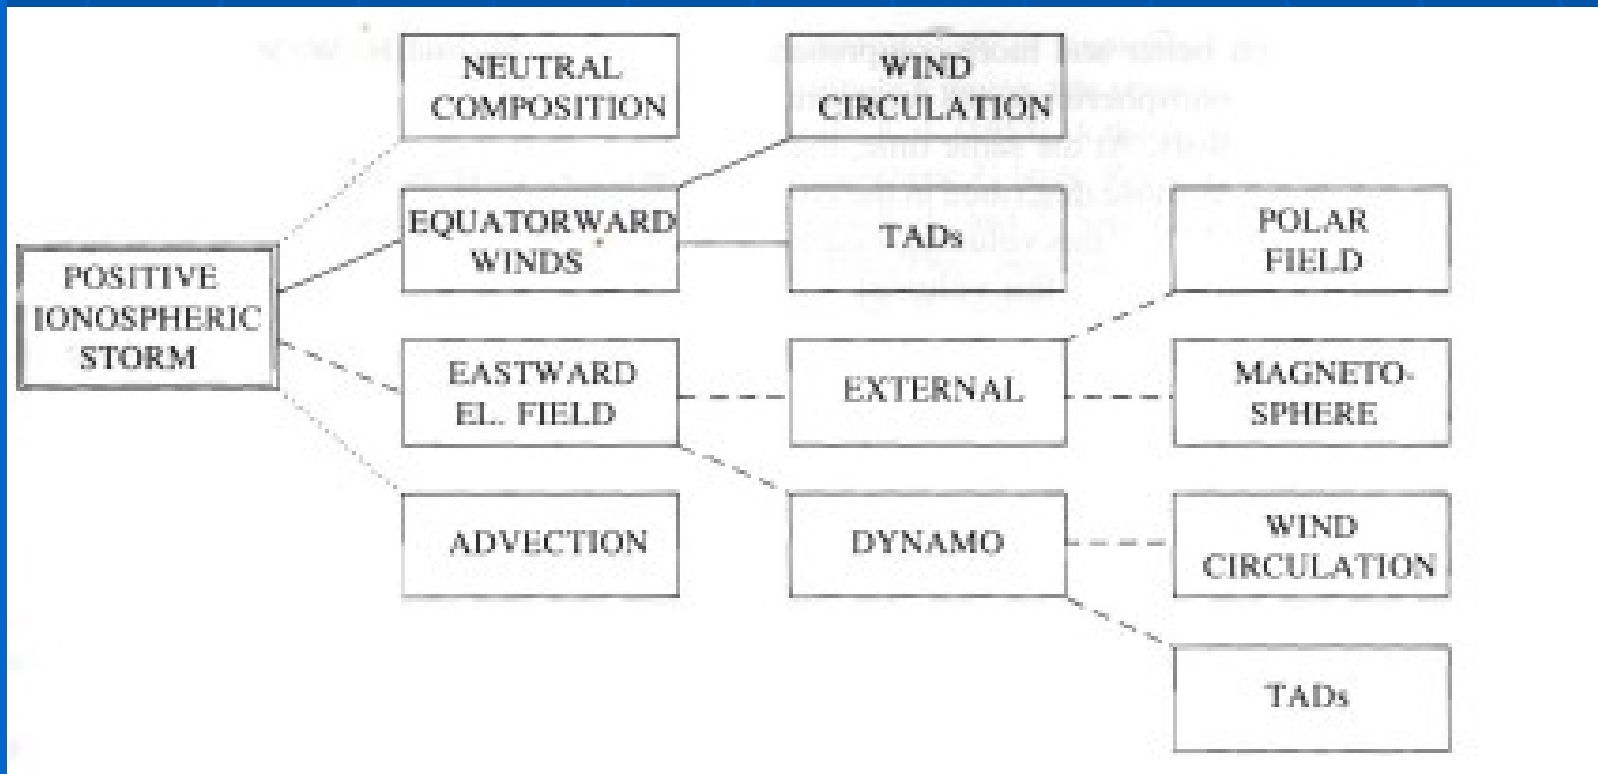 NEUTRAL
COMPOSITION
WIND
CIRCULATION
EQUATORWARD
WINDS
TADs
POLAR
FIELD
POSITIVE
IONOSPHERIC
STORM
EASTWARD
EL. FIELD
EXTERNAL
MAGNETO-
SPHERE
ADVECTION
DYNAMO
WIND
CIRCULATION
TADs